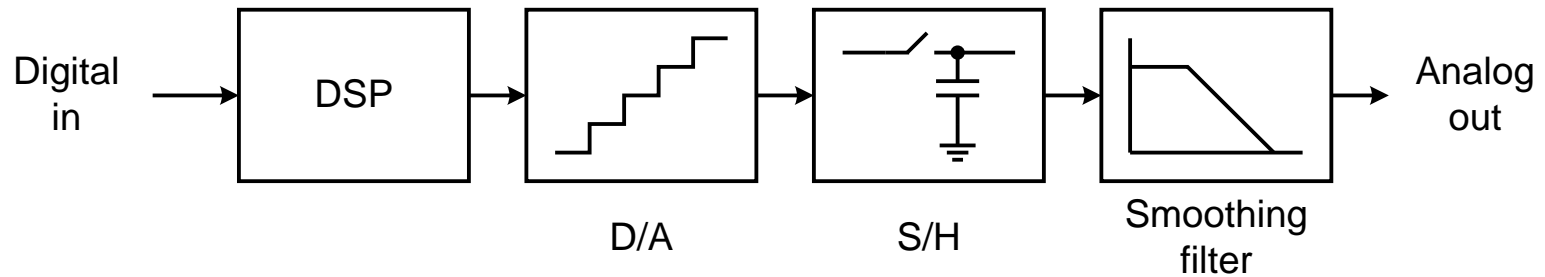 Digital
in
DSP
D/A
S/H
Smoothing
filter
Analog
out